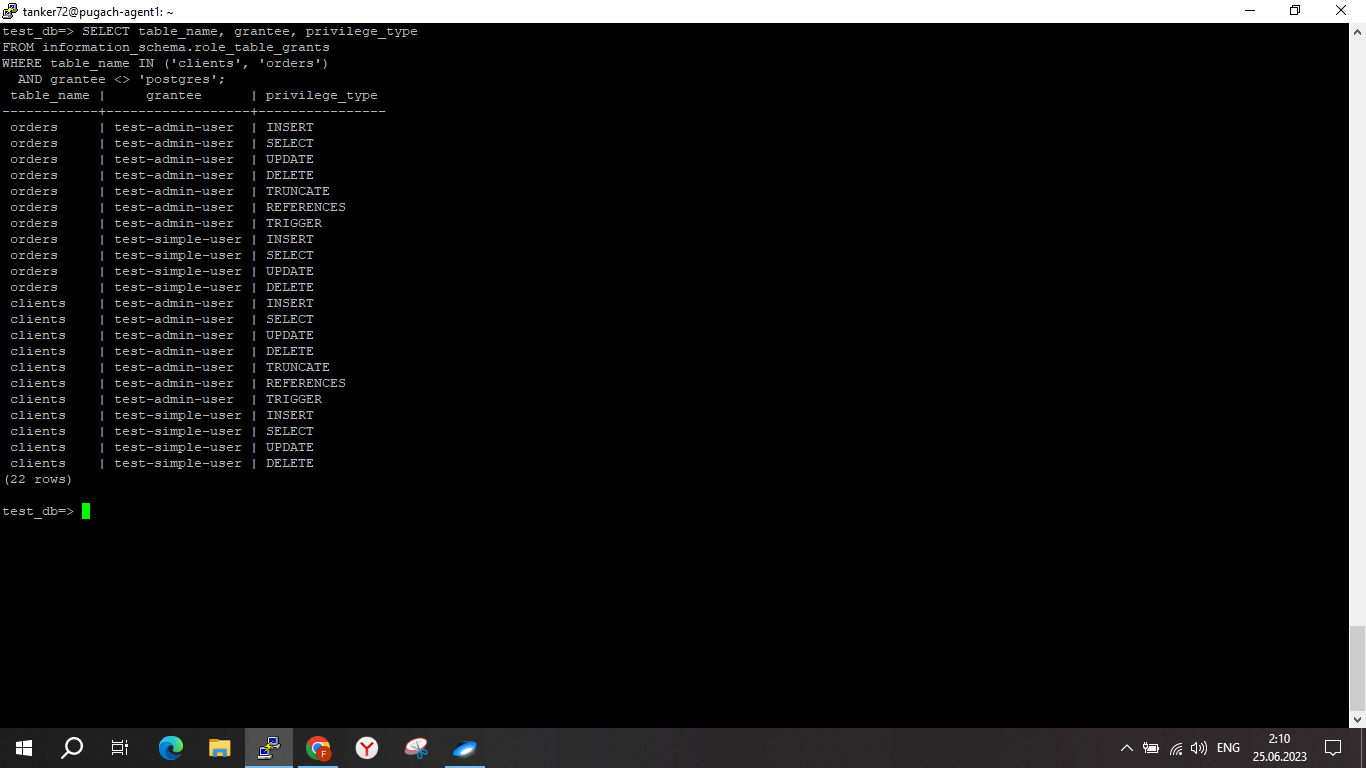 tanker72@pugach-agent1: ~
test_db=> SELECT table_name, grantee, privilege_type
FROM information_schema.role_table_grants
WHERE table_name IN ('clients', 'orders')
  AND grantee <> 'postgres';
 table_name |     grantee      | privilege_type
------------+------------------+----------------
 orders     | test-admin-user  | INSERT
 orders     | test-admin-user  | SELECT
 orders     | test-admin-user  | UPDATE
 orders     | test-admin-user  | DELETE
 orders     | test-admin-user  | TRUNCATE
 orders     | test-admin-user  | REFERENCES
 orders     | test-admin-user  | TRIGGER
 orders     | test-simple-user | INSERT
 orders     | test-simple-user | SELECT
 orders     | test-simple-user | UPDATE
 orders     | test-simple-user | DELETE
 clients    | test-admin-user  | INSERT
 clients    | test-admin-user  | SELECT
 clients    | test-admin-user  | UPDATE
 clients    | test-admin-user  | DELETE
 clients    | test-admin-user  | TRUNCATE
 clients    | test-admin-user  | REFERENCES
 clients    | test-admin-user  | TRIGGER
 clients    | test-simple-user | INSERT
 clients    | test-simple-user | SELECT
 clients    | test-simple-user | UPDATE
 clients    | test-simple-user | DELETE
(22 rows)
test_db=>
F
Y
ENG
2:10
25.06.2023